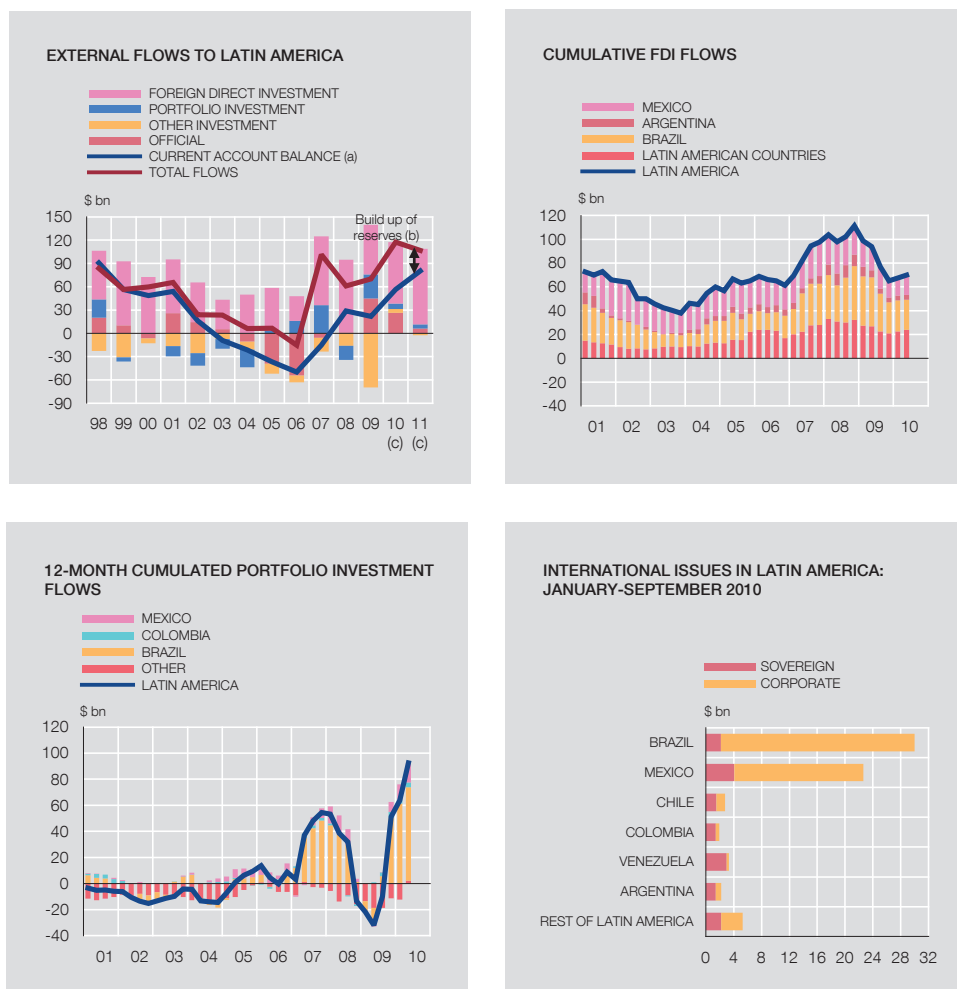 EXTERNAL FLOWS TO LATIN AMERICA
FOREIGN DIRECT INVESTMENT
PORTFOLIO INVESTMENT
OTHER INVESTMENT
OFFICIAL
CURRENT ACCOUNT BALANCE (a)
TOTAL FLOWS
$ bn
Build up of
reserves (b)
150
120
90
60
30
0
-30
-60
-90
98 99 00 01 02 03 04 05 06 07 08 09 10 11
(c) (c)
CUMULATIVE FDI FLOWS
MEXICO
ARGENTINA
BRAZIL
LATIN AMERICAN COUNTRIES
LATIN AMERICA
$ bn
120
100
80
60
40
20
0
-20
-40
01 02 03 04 05 06 07 08 09 10
12-MONTH CUMULATED PORTFOLIO INVESTMENT
FLOWS
MEXICO
COLOMBIA
BRAZIL
OTHER
LATIN AMERICA
$ bn
120
100
80
60
40
20
0
-20
-40
01 02 03 04 05 06 07 08 09 10
INTERNATIONAL ISSUES IN LATIN AMERICA:
JANUARY-SEPTEMBER 2010
SOVEREIGN
CORPORATE
$ bn
BRAZIL
MEXICO
CHILE
COLOMBIA
VENEZUELA
ARGENTINA
REST OF LATIN AMERICA
0 4 8 12 16 20 24 28 32